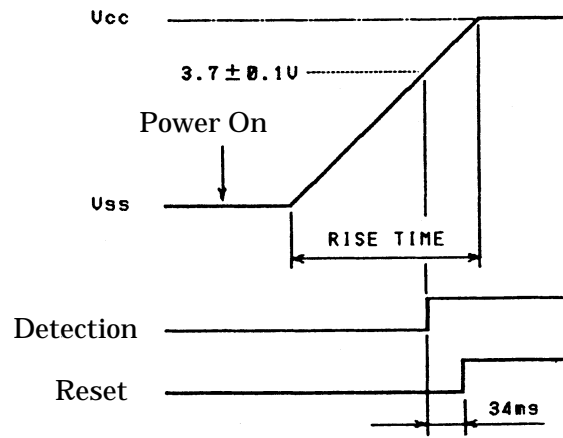 Vcc
3.7±0.1V
Power On
Vss
RISE TIME
Detection
Reset
34ms